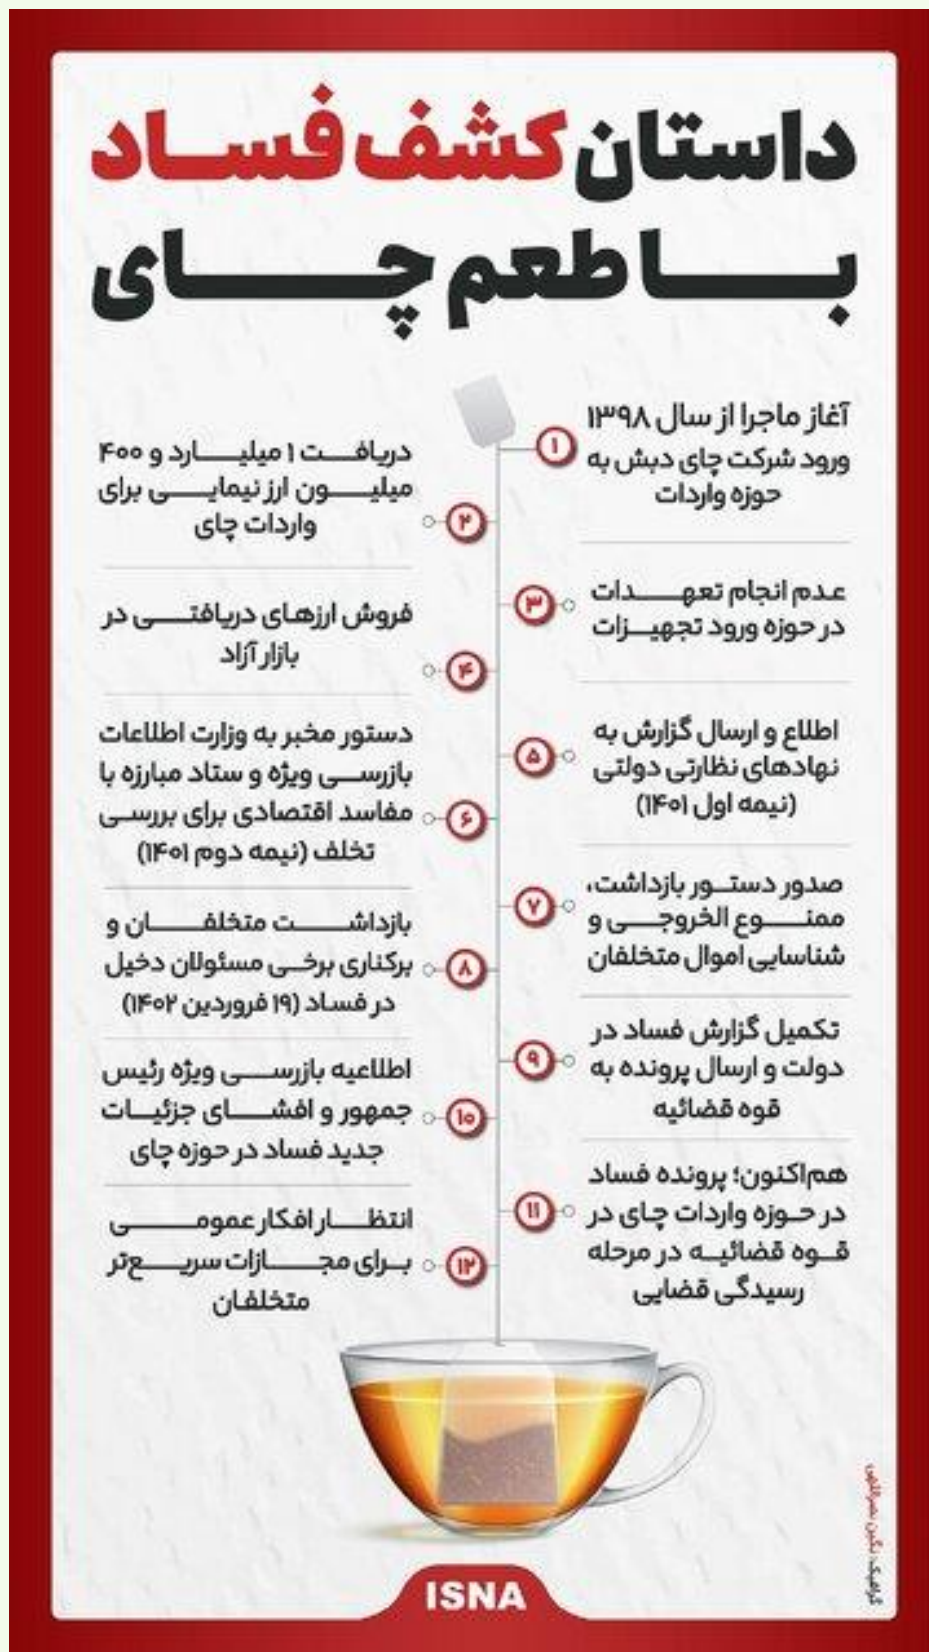 داستان کشف فساد
با طعم چای
۱
آغاز ماجرا از سال ۱۳۹۸
ورود شرکت چای دبش به
حوزه واردات
۲
دریافت ۱ میلیارد و ۴۰۰
میلیون ارز نیمایی برای
واردات چای
۳
عدم انجام تعهدات
در حوزه ورود تجهیزات
۴
فروش ارزهای دریافتی در
بازار آزاد
۵
اطلاع و ارسال گزارش به
نهادهای نظارتی دولتی
(نیمه اول ۱۴۰۱)
۶
دستور مخبر به وزارت اطلاعات
بازرسی ویژه و ستاد مبارزه با
مفاسد اقتصادی برای بررسی
تخلف (نیمه دوم ۱۴۰۱)
۷
صدور دستور بازداشت،
ممنوع الخروجی و
شناسایی اموال متخلفان
۸
بازداشت متخلفان و
برکناری برخی مسئولان دخیل
در فساد (۱۹ فروردین ۱۴۰۲)
۹
تکمیل گزارش فساد در
دولت و ارسال پرونده به
قوه قضائیه
۱۰
اطلاعیه بازرسی ویژه رئیس
جمهور و افشای جزئیات
جدید فساد در حوزه چای
۱۱
هم‌اکنون؛ پرونده فساد
در حوزه واردات چای در
قوه قضائیه در مرحله
رسیدگی قضایی
۱۲
انتظار افکار عمومی
برای مجازات سریع‌تر
متخلفان
گرافیک: نگین نصراللهی
ISNA